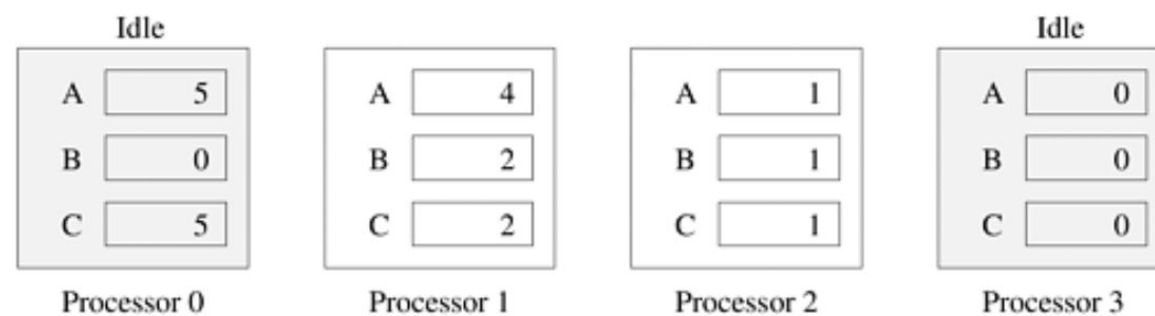 Idle Idle
A 5 A 4 A 1 A 0
B 0 B 2 B 1 B 0
C 5 C 2 C 1 C 0
Processor 0 Processor 1 Processor 2 Processor 3